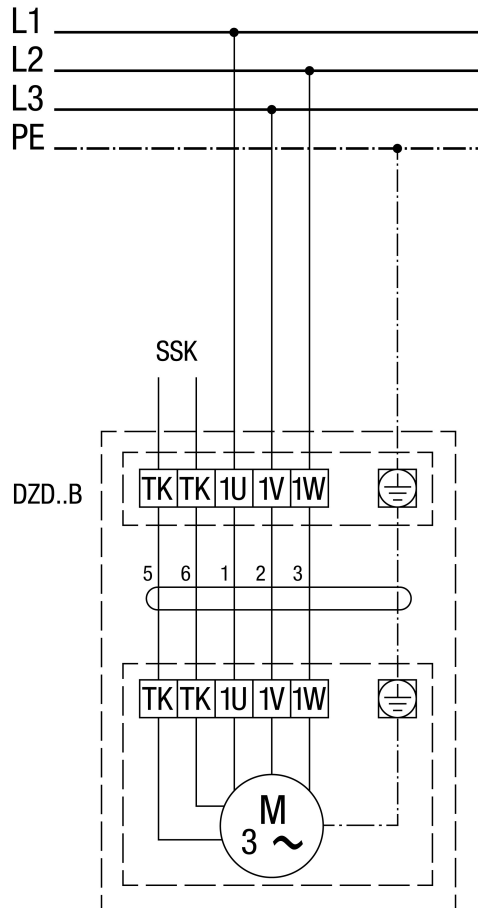 L1
L2
L3
PE
SSK
DZD..B
TK TK 1U 1V 1W
5 6 1 2 3
TK TK 1U 1V 1W
M
3 ~